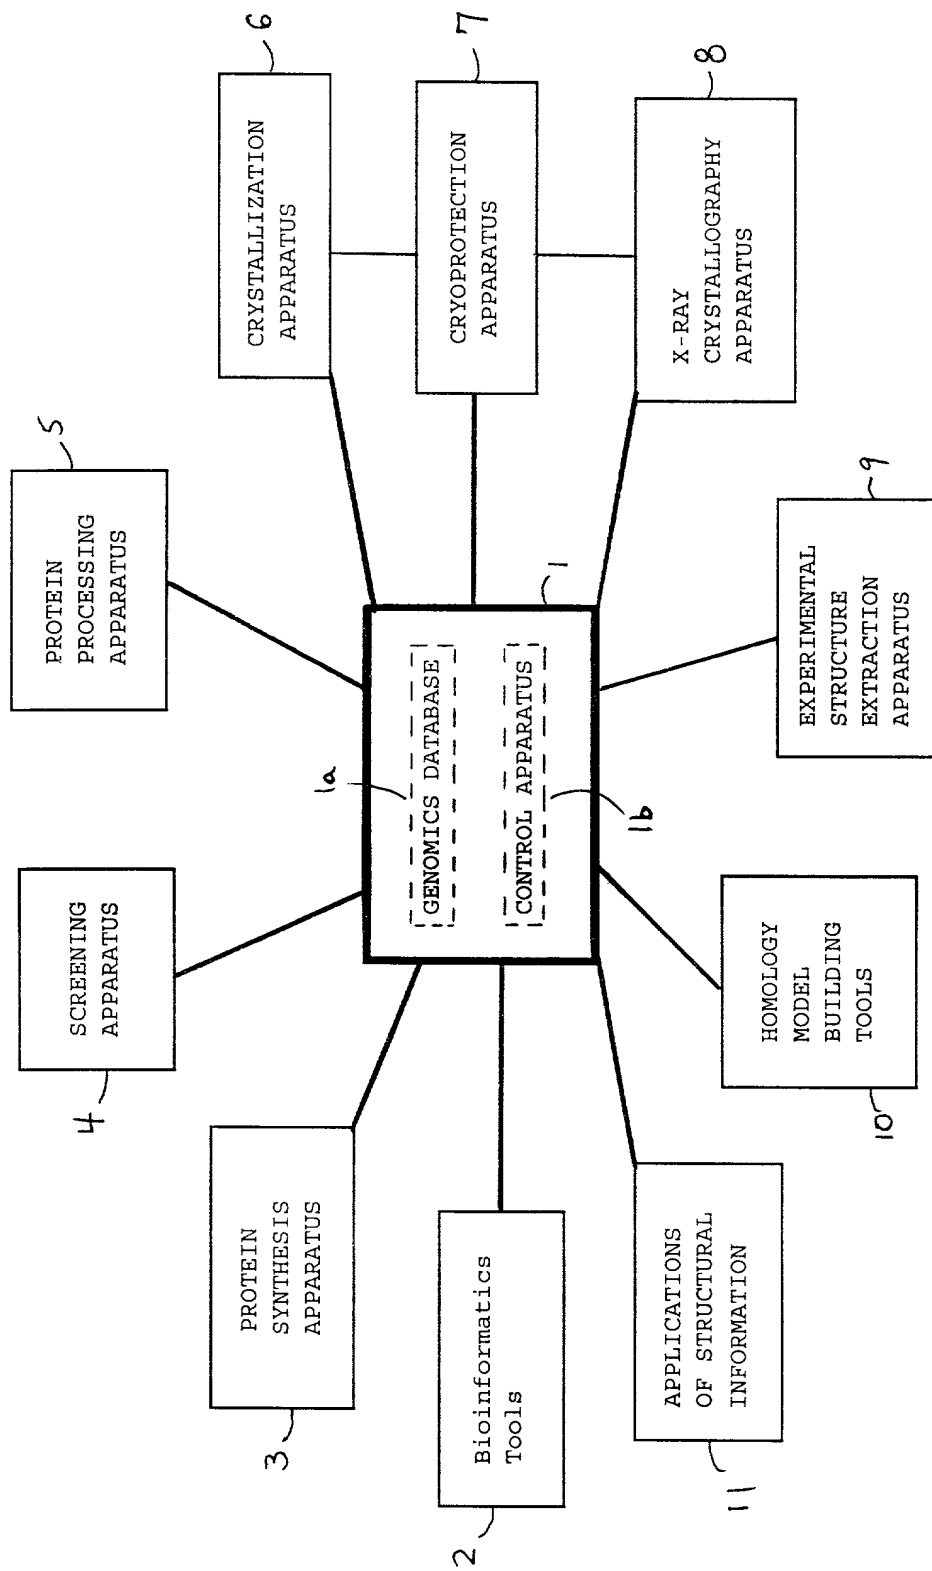 4
SCREENING
APPARATUS
5
PROTEIN
PROCESSING
APPARATUS
3
PROTEIN
SYNTHESIS
APPARATUS
6
CRYSTALLIZATION
APPARATUS
2
Bioinformatics
Tools
1a
GENOMICS DATABASE
CONTROL APPARATUS
1b
1
7
CRYOPROTECTION
APPARATUS
11
APPLICATIONS
OF STRUCTURAL
INFORMATION
10
HOMOLOGY
MODEL
BUILDING
TOOLS
9
EXPERIMENTAL
STRUCTURE
EXTRACTION
APPARATUS
8
X-RAY
CRYSTALLOGRAPHY
APPARATUS